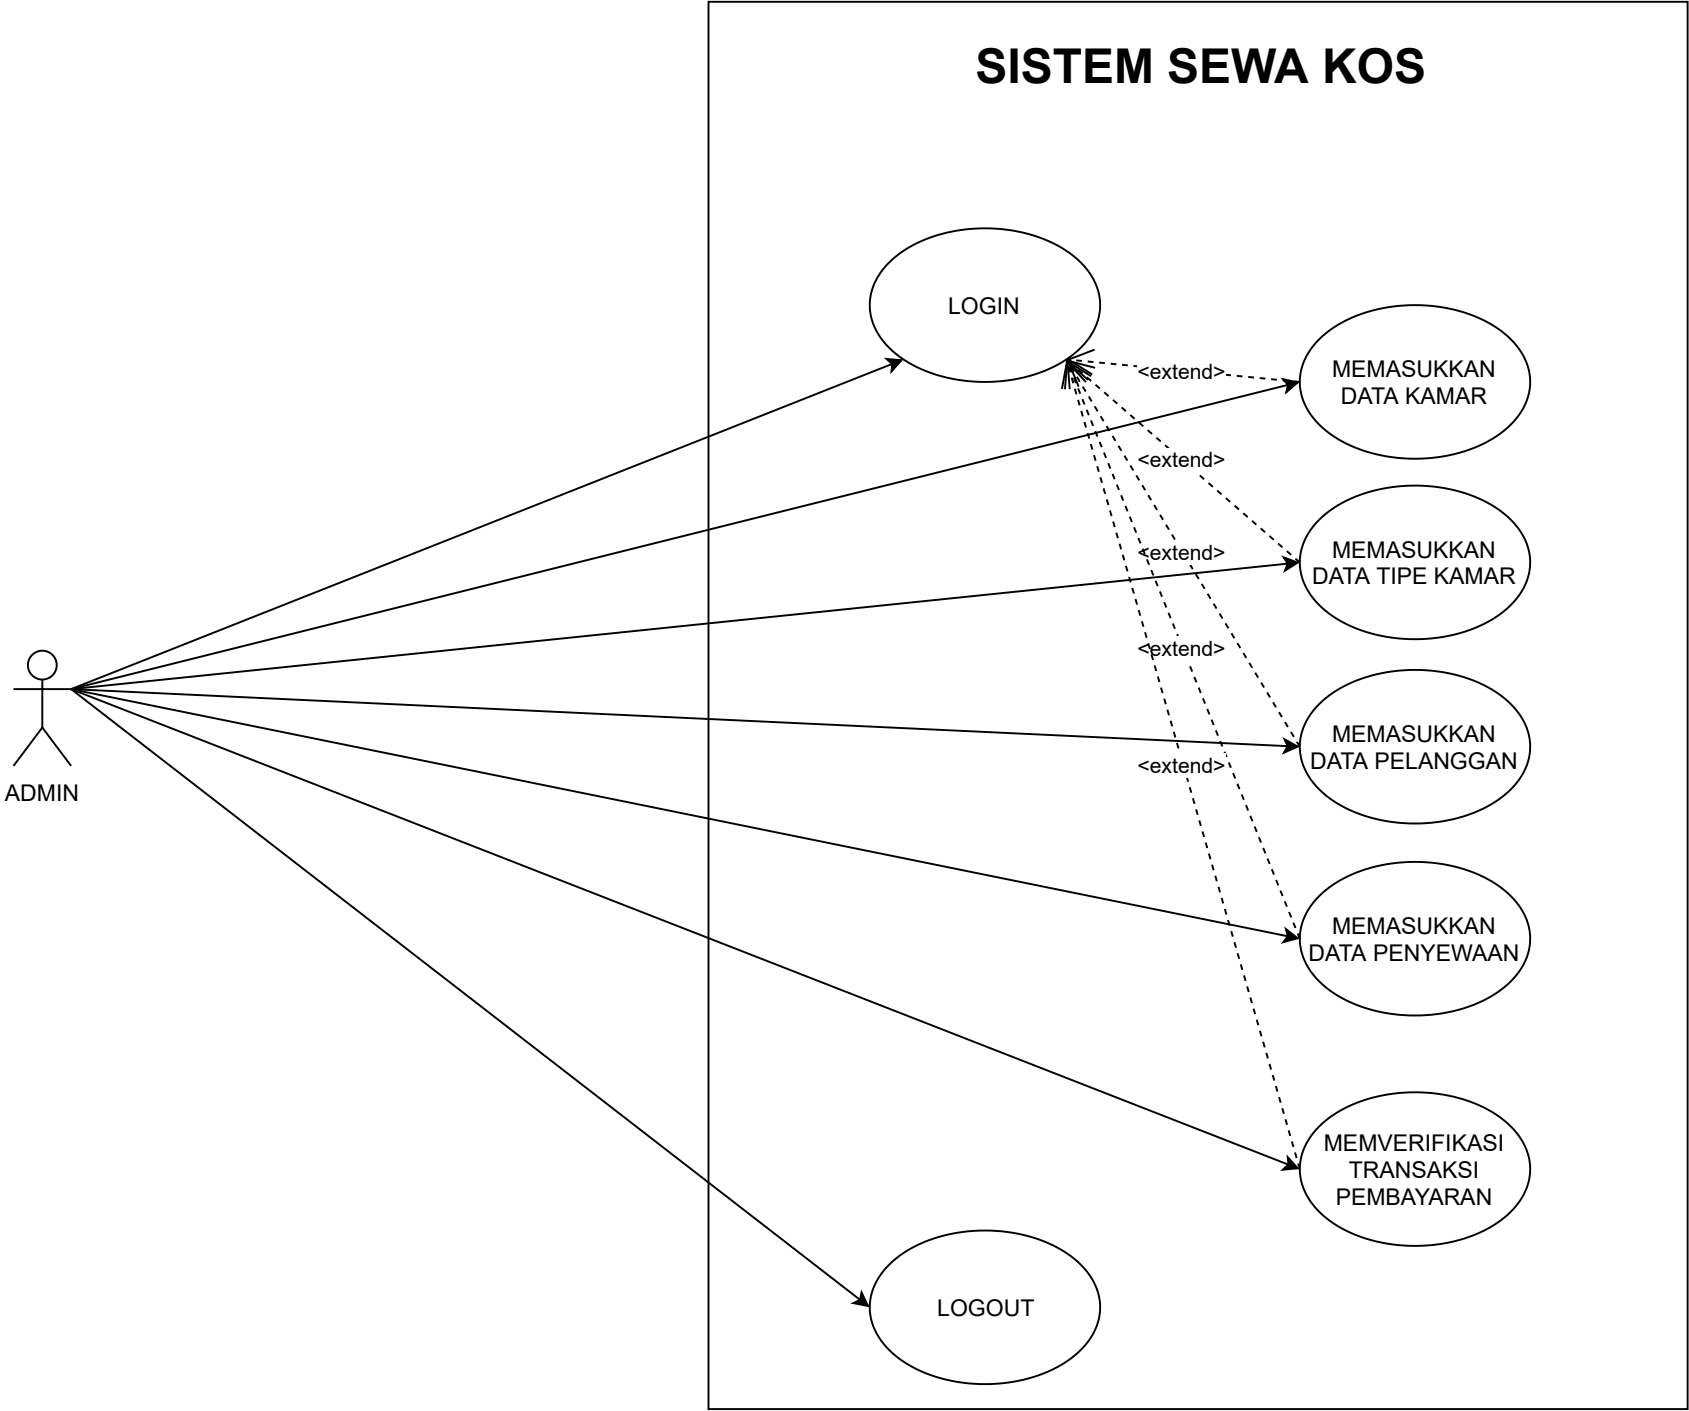 SISTEM SEWA KOS
LOGIN
<extend>
MEMASUKKAN
DATA KAMAR
<extend>
<extend>
MEMASUKKAN
DATA TIPE KAMAR
<extend>
MEMASUKKAN
DATA PELANGGAN
<extend>
ADMIN
MEMASUKKAN
DATA PENYEWAAN
MEMVERIFIKASI
TRANSAKSI
PEMBAYARAN
LOGOUT